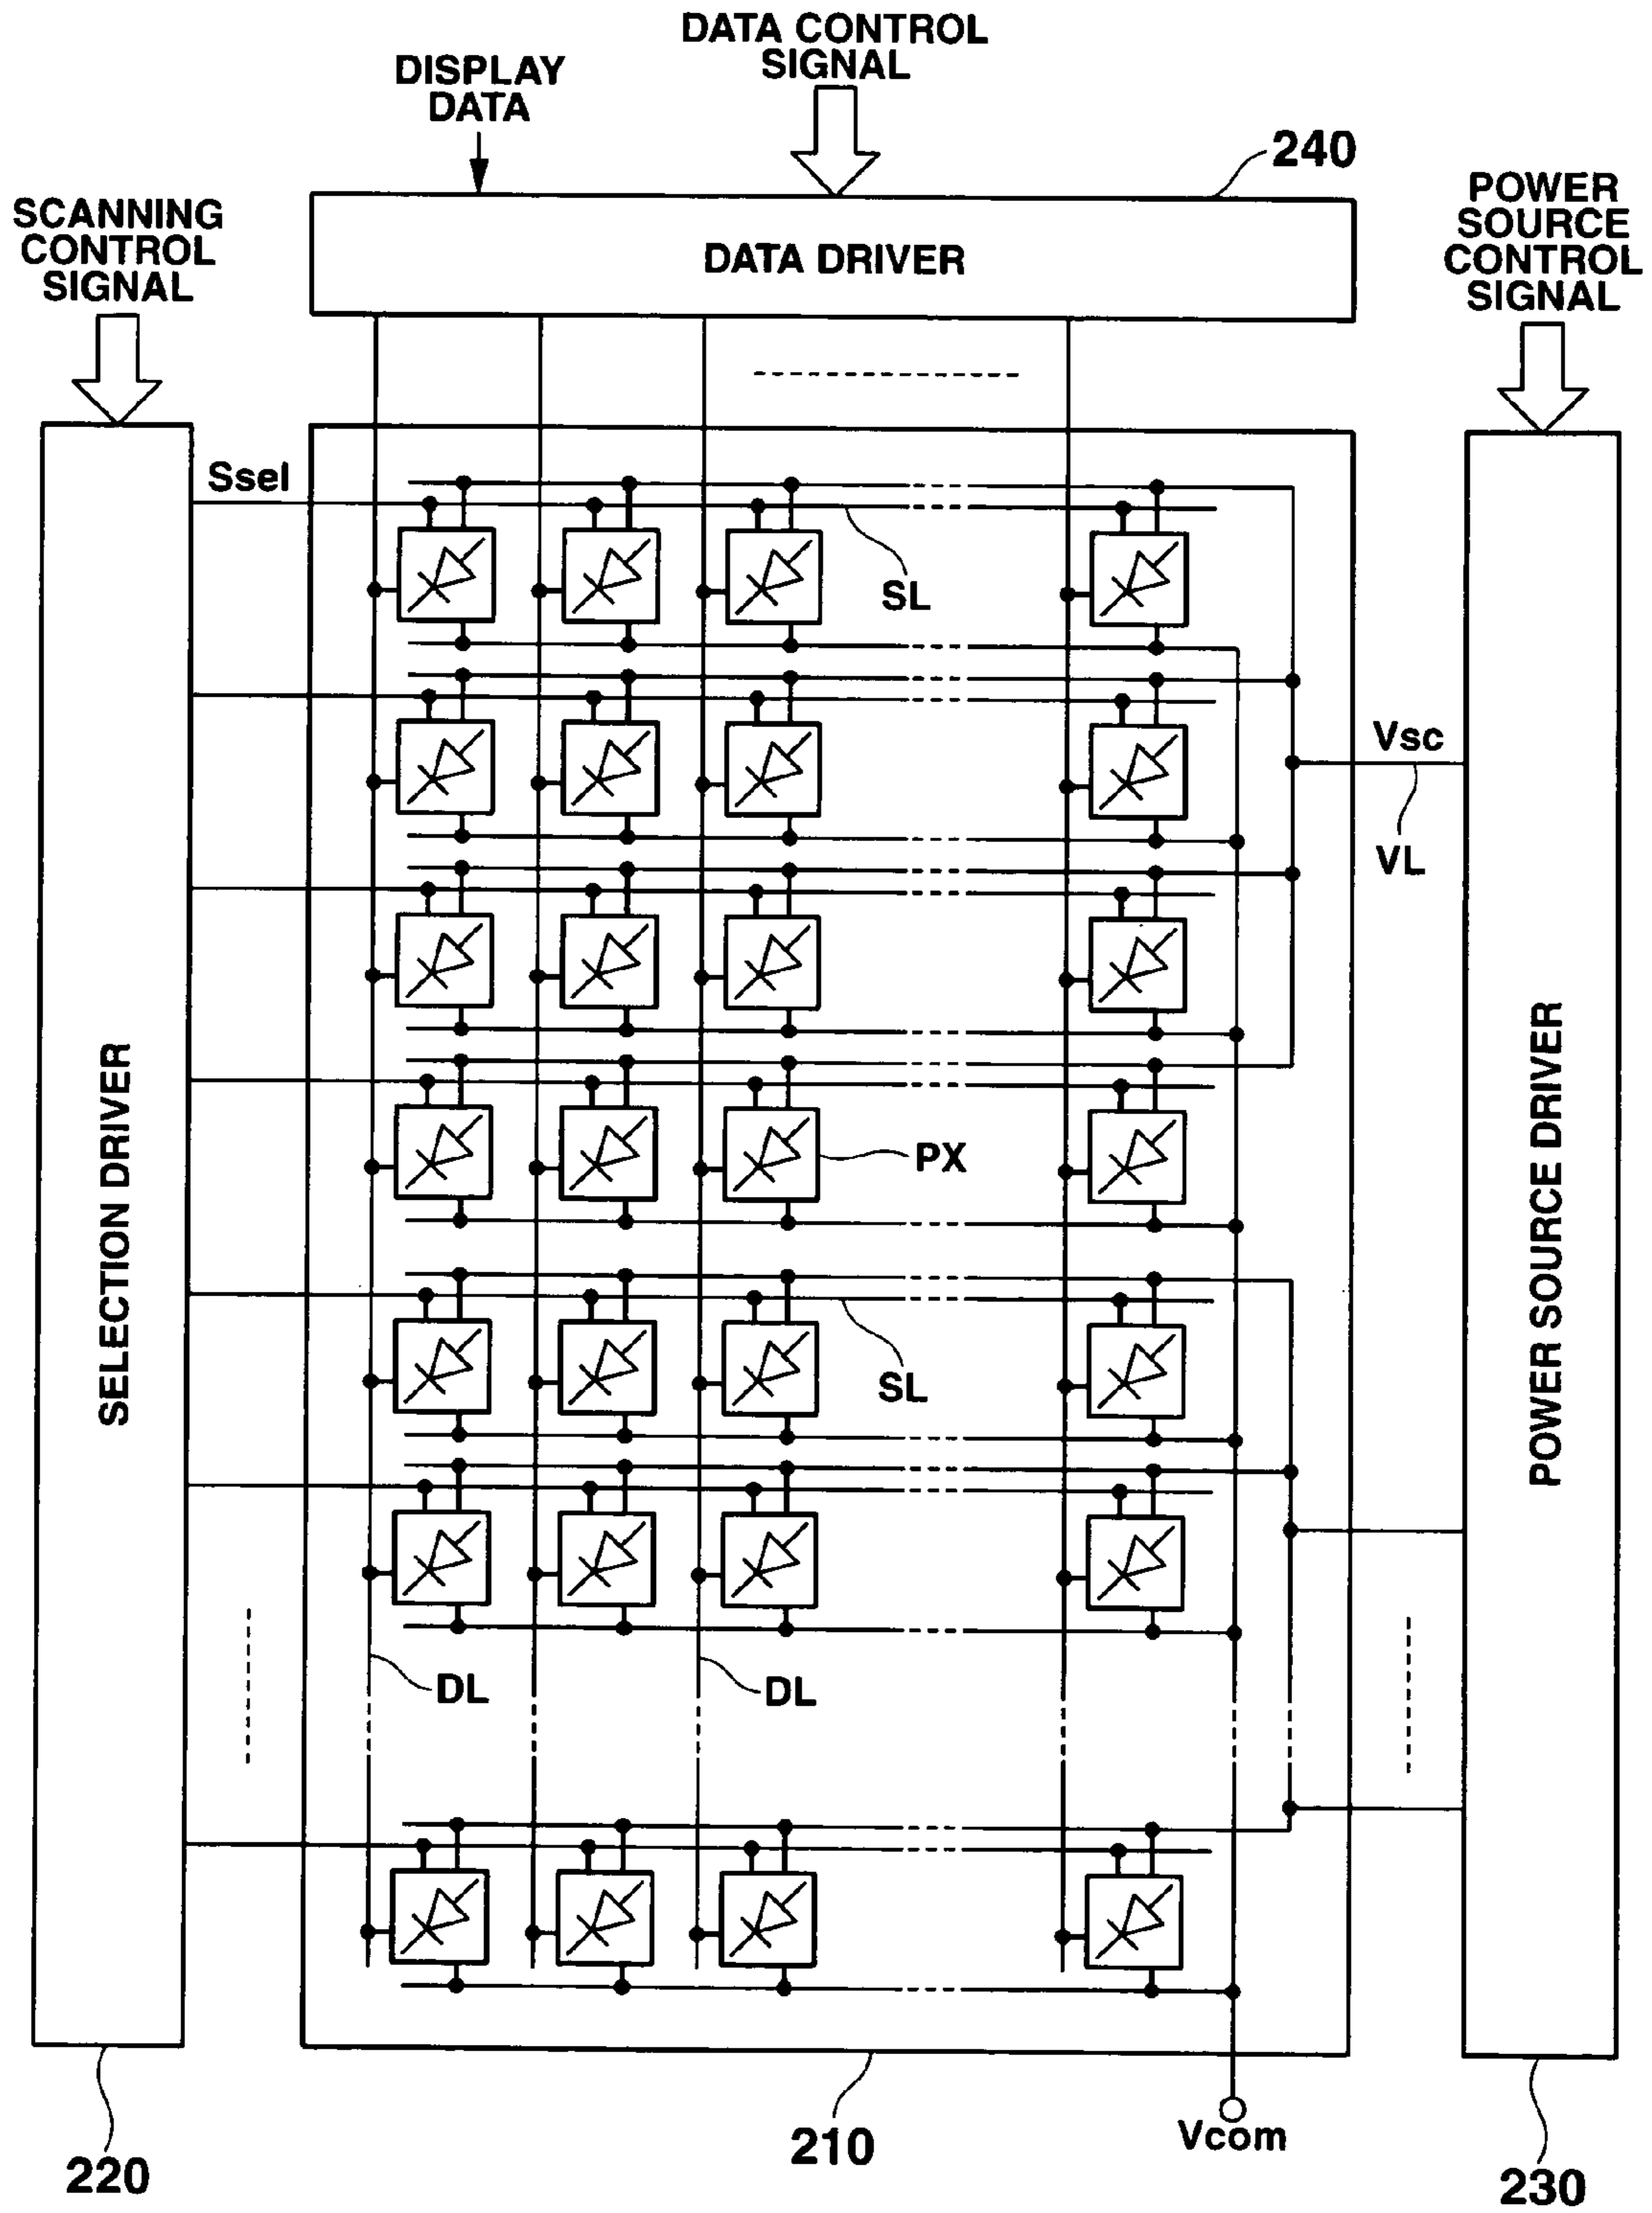 DATA CONTROL
SIGNAL
DISPLAY
DATA
240
SCANNING
CONTROL
SIGNAL
POWER
SOURCE
CONTROL
SIGNAL
DATA DRIVER
Ssel
SL
Vsc
VL
SELECTION DRIVER
POWER SOURCE DRIVER
PX
SL
DL
DL
210
Vcom
220
230